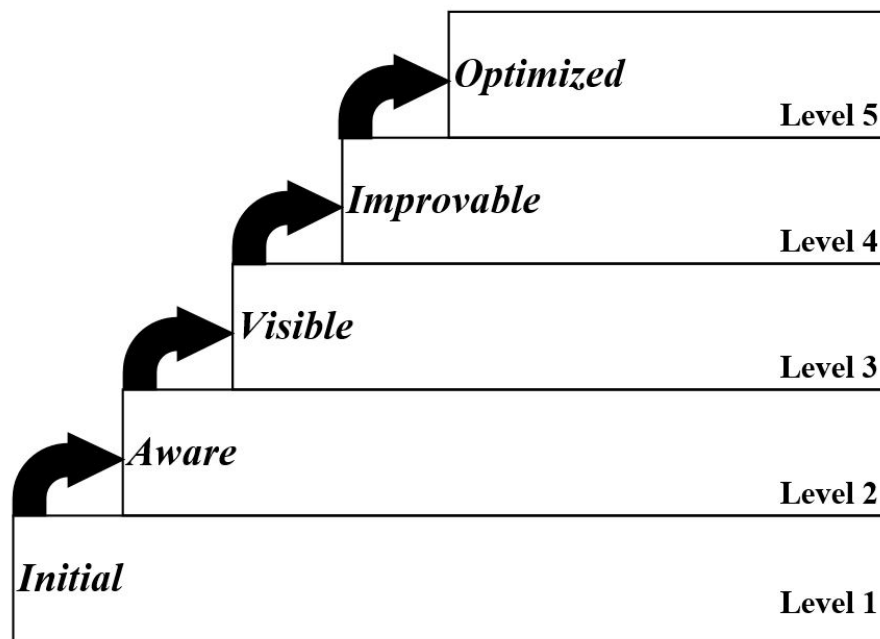 Optimized
Level 5
Improvable
Level 4
Visible
Level 3
Aware
Level 2
Initial
Level 1